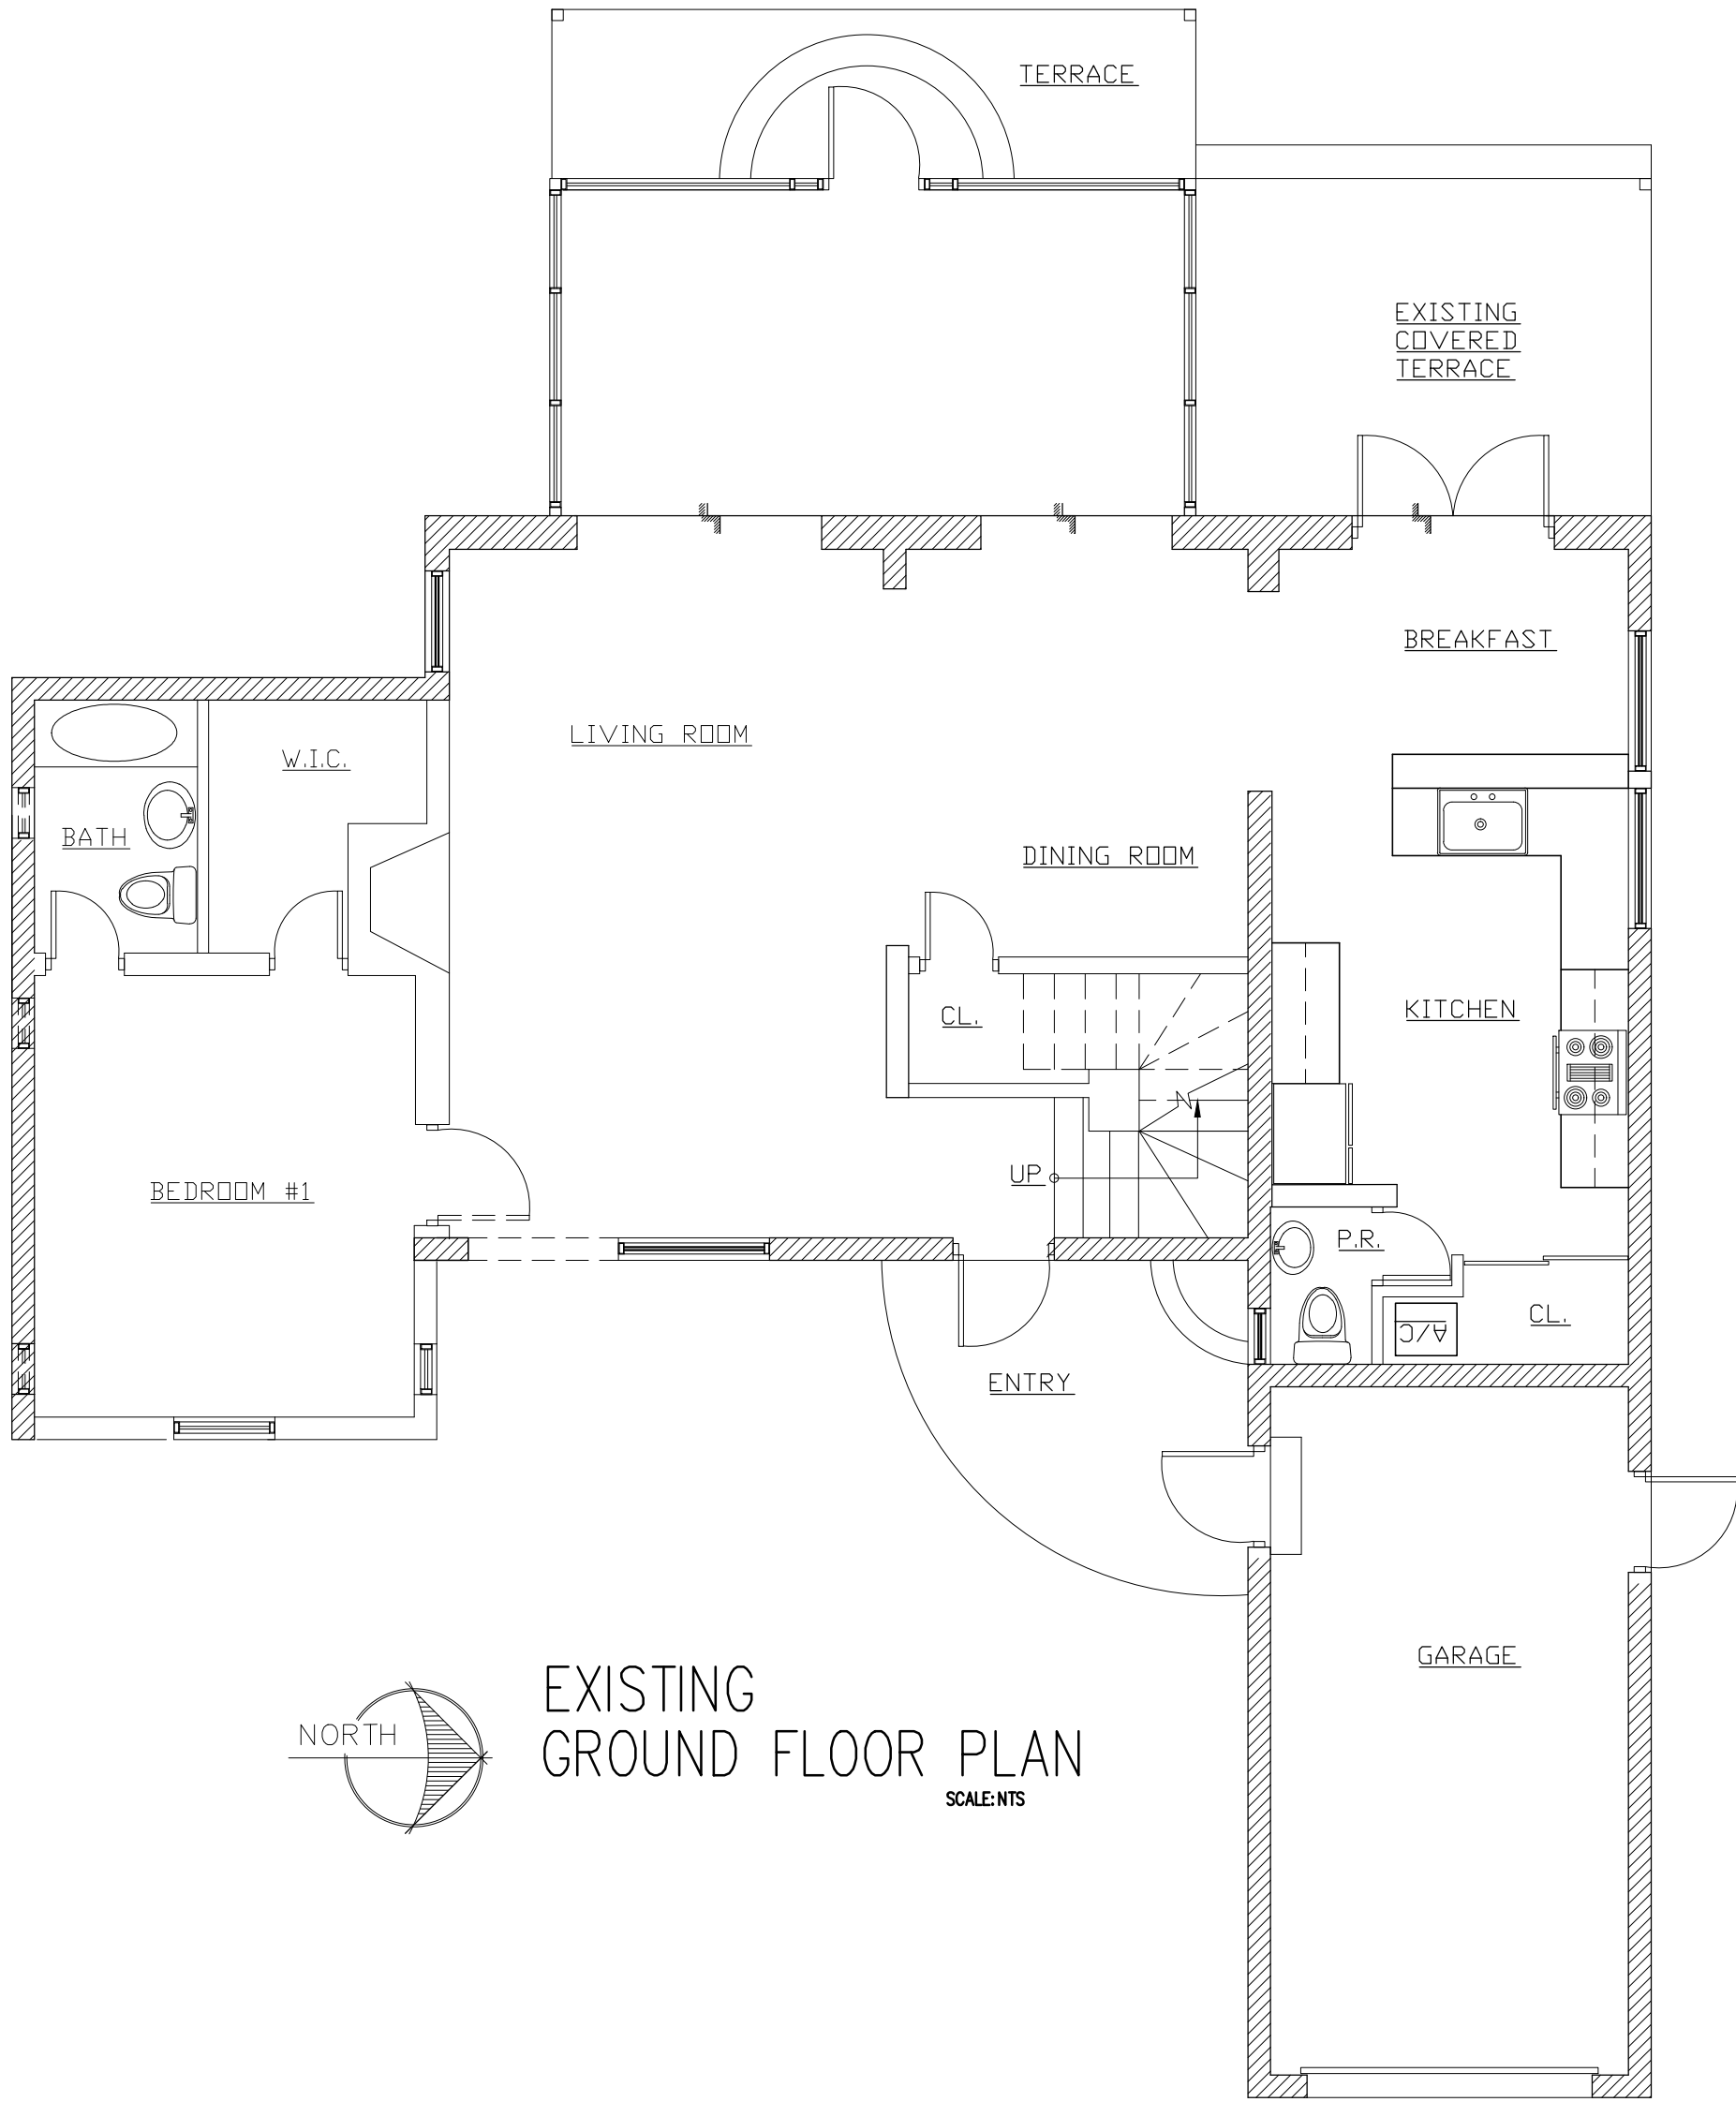 TERRACE
EXISTING
COVERED
TERRACE
BREAKFAST
LIVING ROOM
W.I.C.
BATH
DINING ROOM
CL.
KITCHEN
UP
BEDROOM #1
P.R.
CL.
A/C
ENTRY
GARAGE
NORTH
EXISTING
GROUND FLOOR PLAN
SCALE: NTS